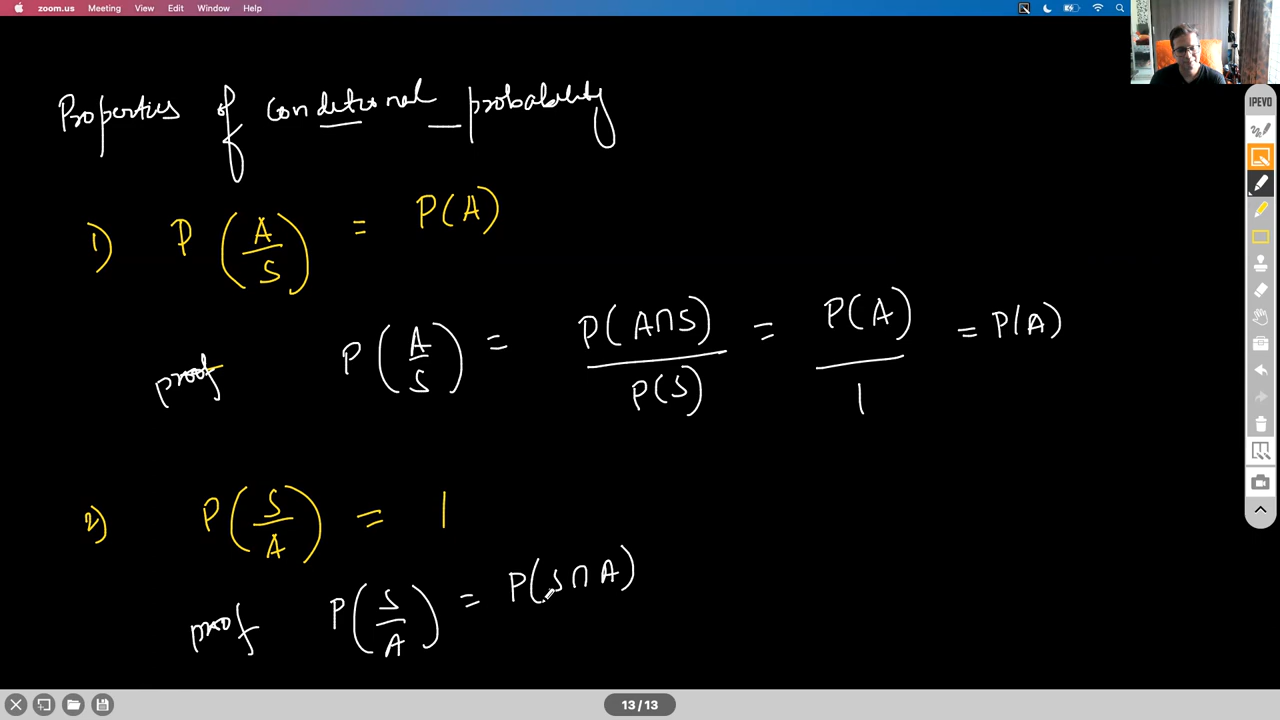 zoom.us Meeting View Edit Window Help
IPEVO
Properties of conditional probability
1) P(A/S) = P(A)
proof P(A/S) = P(A∩S)/P(S) = P(A)/1 = P(A)
2) P(S/A) = 1
proof P(S/A) = P(S∩A)
13/13